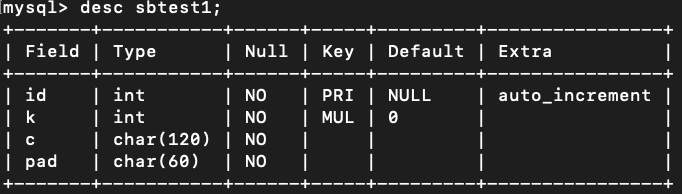 mysql> desc sbtest1;
+-------+-----------+------+-----+---------+----------------+
| Field | Type      | Null | Key | Default | Extra          |
+-------+-----------+------+-----+---------+----------------+
| id    | int       | NO   | PRI | NULL    | auto_increment |
| k     | int       | NO   | MUL | 0       |                |
| c     | char(120) | NO   |     |         |                |
| pad   | char(60)  | NO   |     |         |                |
+-------+-----------+------+-----+---------+----------------+